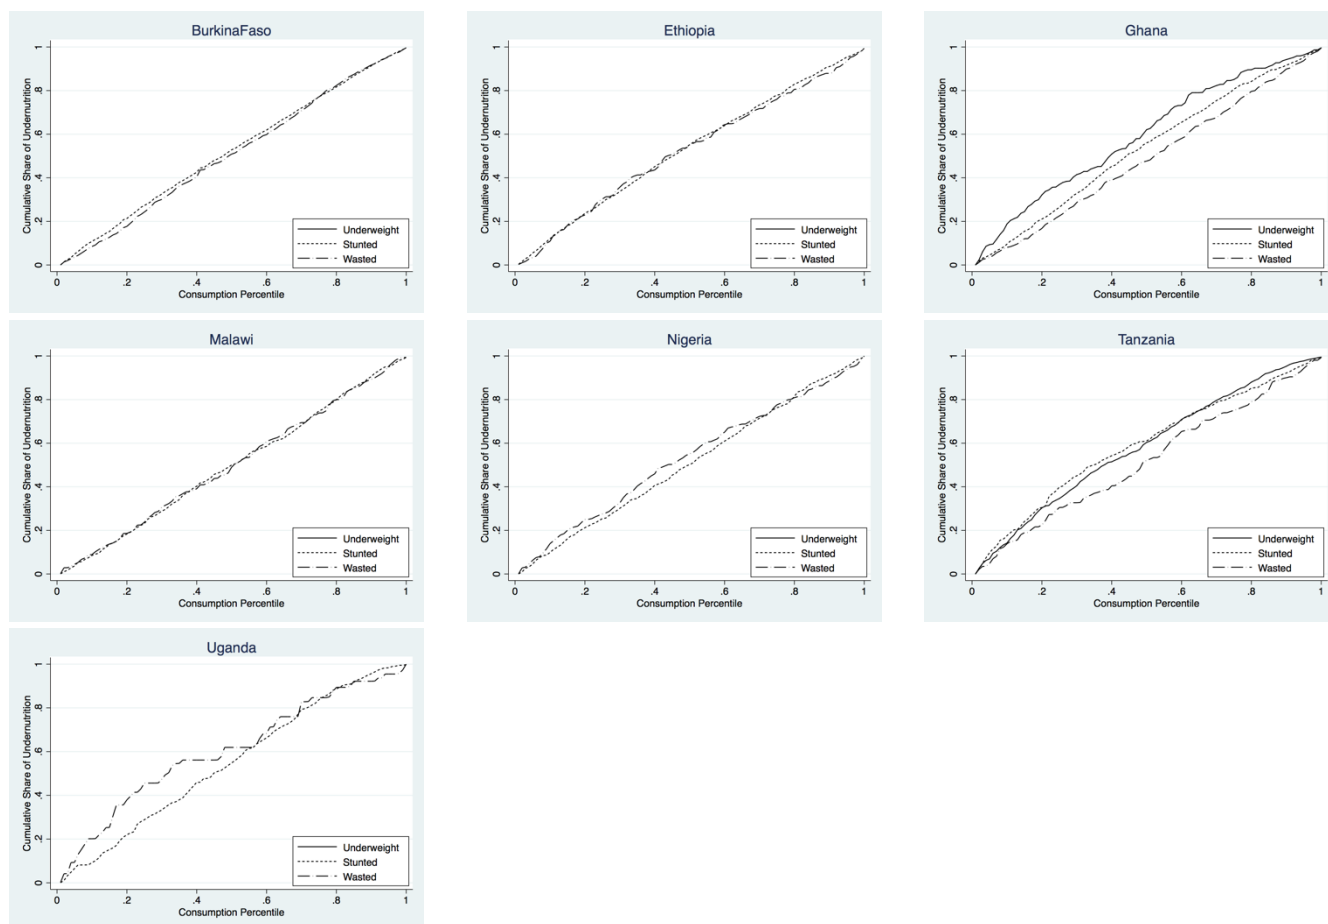 BurkinaFaso
Cumulative Share of Undernutrition
1
.8
.6
.4
.2
0
Underweight
Stunted
Wasted
0 .2 .4 .6 .8 1
Consumption Percentile
Ethiopia
Cumulative Share of Undernutrition
1
.8
.6
.4
.2
0
Underweight
Stunted
Wasted
0 .2 .4 .6 .8 1
Consumption Percentile
Ghana
Cumulative Share of Undernutrition
1
.8
.6
.4
.2
0
Underweight
Stunted
Wasted
0 .2 .4 .6 .8 1
Consumption Percentile
Malawi
Cumulative Share of Undernutrition
1
.8
.6
.4
.2
0
Underweight
Stunted
Wasted
0 .2 .4 .6 .8 1
Consumption Percentile
Nigeria
Cumulative Share of Undernutrition
1
.8
.6
.4
.2
0
Underweight
Stunted
Wasted
0 .2 .4 .6 .8 1
Consumption Percentile
Tanzania
Cumulative Share of Undernutrition
1
.8
.6
.4
.2
0
Underweight
Stunted
Wasted
0 .2 .4 .6 .8 1
Consumption Percentile
Uganda
Cumulative Share of Undernutrition
1
.8
.6
.4
.2
0
Underweight
Stunted
Wasted
0 .2 .4 .6 .8 1
Consumption Percentile